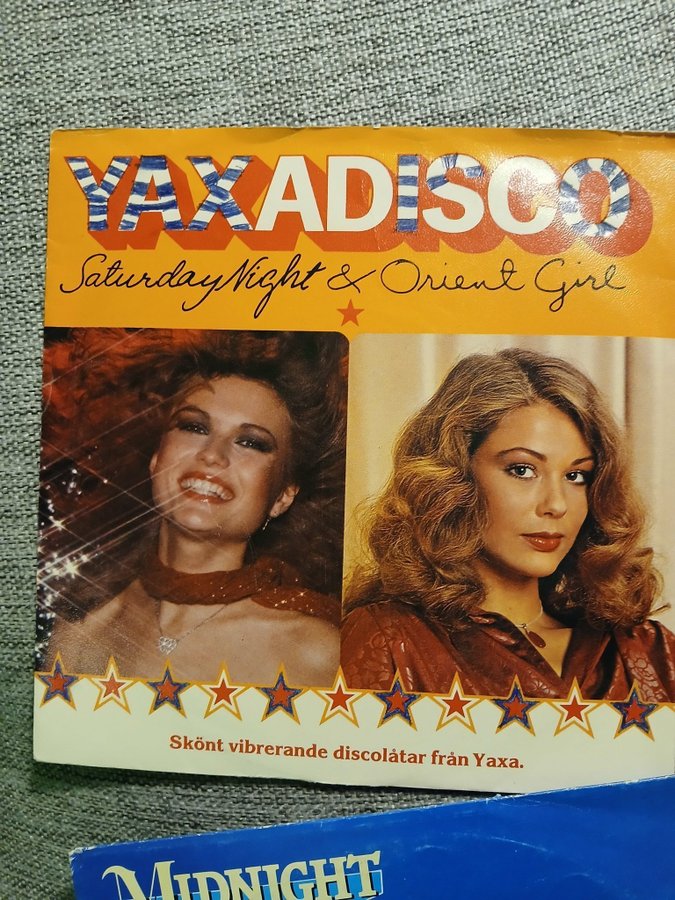 YAXADISCO
Saturday Night & Orient Girl
Skönt vibrerande discolåtar från Yaxa.
MIDNIGHT